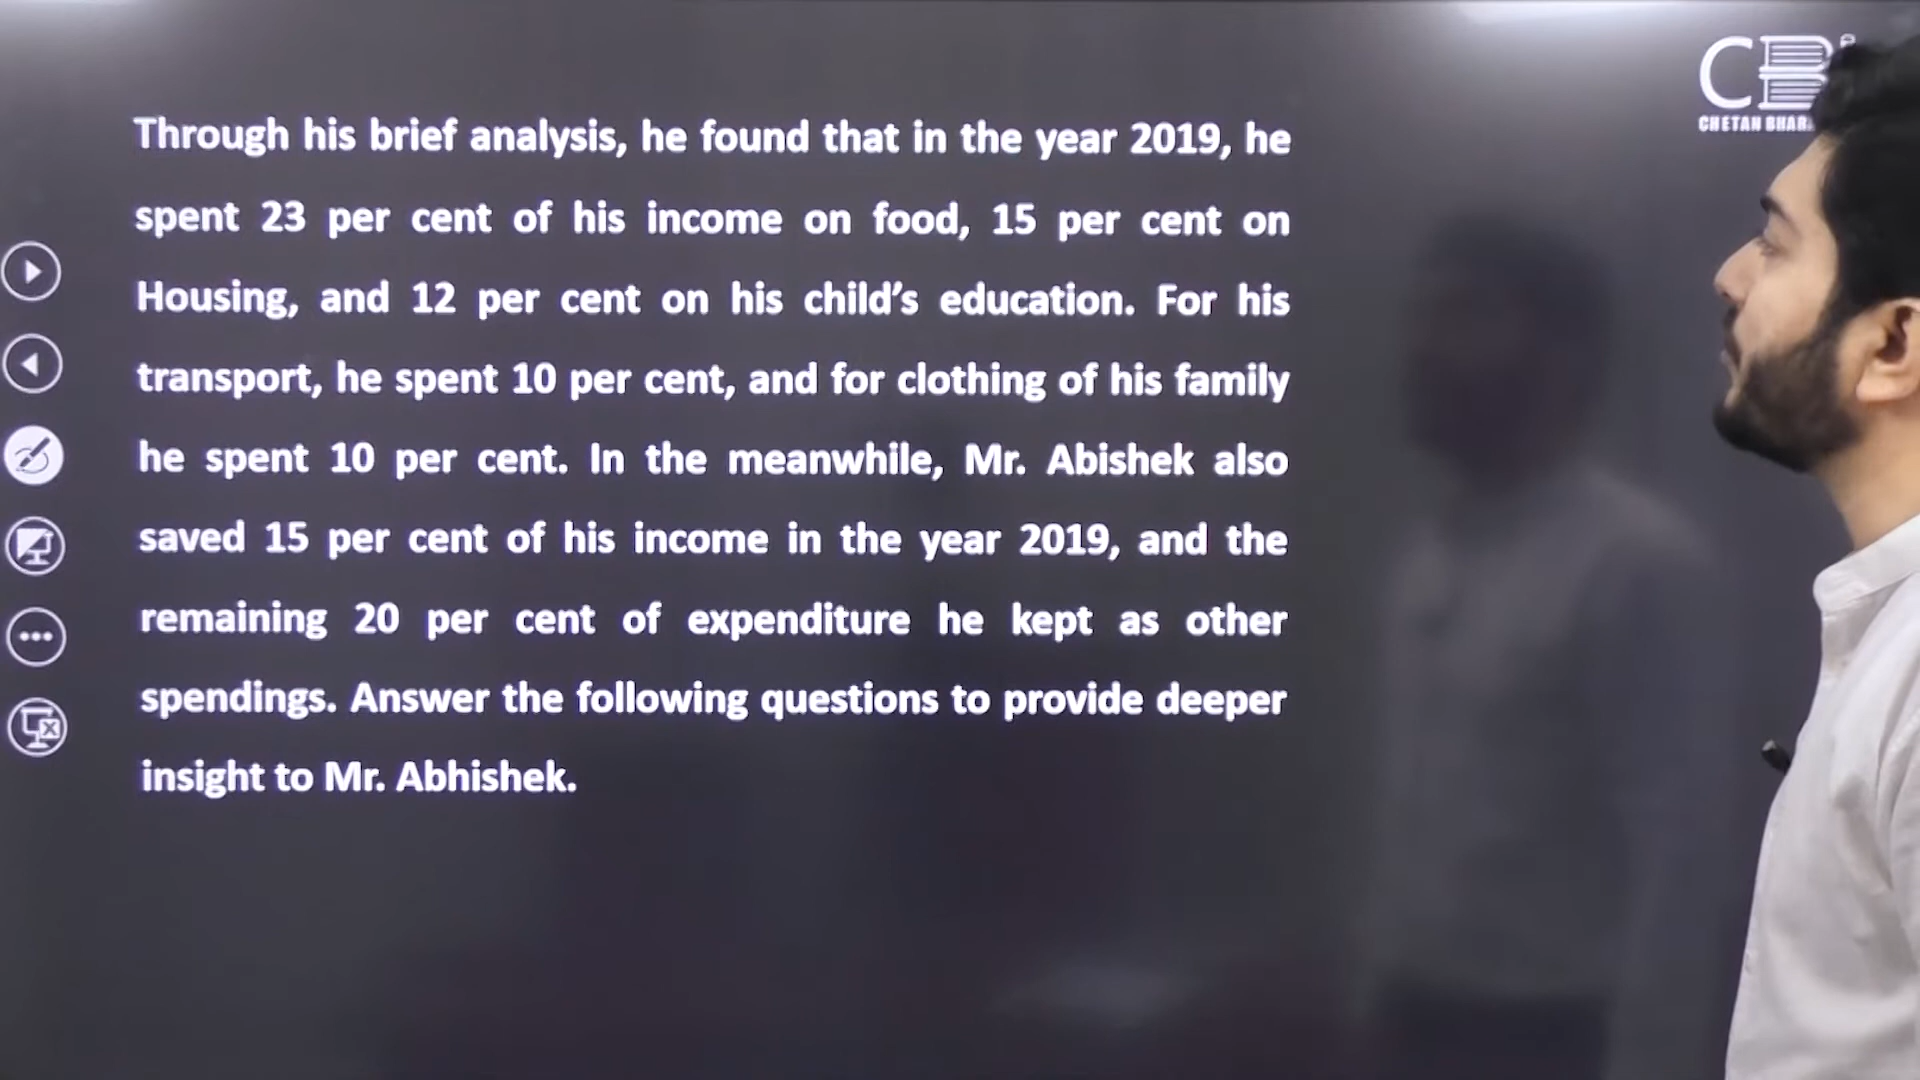 Through his brief analysis, he found that in the year 2019, he
spent 23 per cent of his income on food, 15 per cent on
Housing, and 12 per cent on his child's education. For his
transport, he spent 10 per cent, and for clothing of his family
he spent 10 per cent. In the meanwhile, Mr. Abishek also
saved 15 per cent of his income in the year 2019, and the
remaining 20 per cent of expenditure he kept as other
spendings. Answer the following questions to provide deeper
insight to Mr. Abhishek.
CB
CHETAN